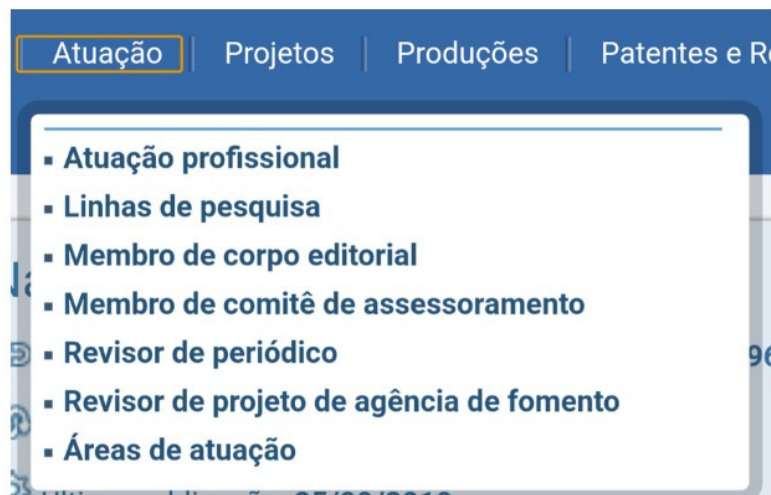 Atuação | Projetos | Produções | Patentes e R
Atuação profissional
Linhas de pesquisa
Membro de corpo editorial
Membro de comitê de assessoramento
Revisor de periódico
96
Revisor de projeto de agência de fomento
Áreas de atuação